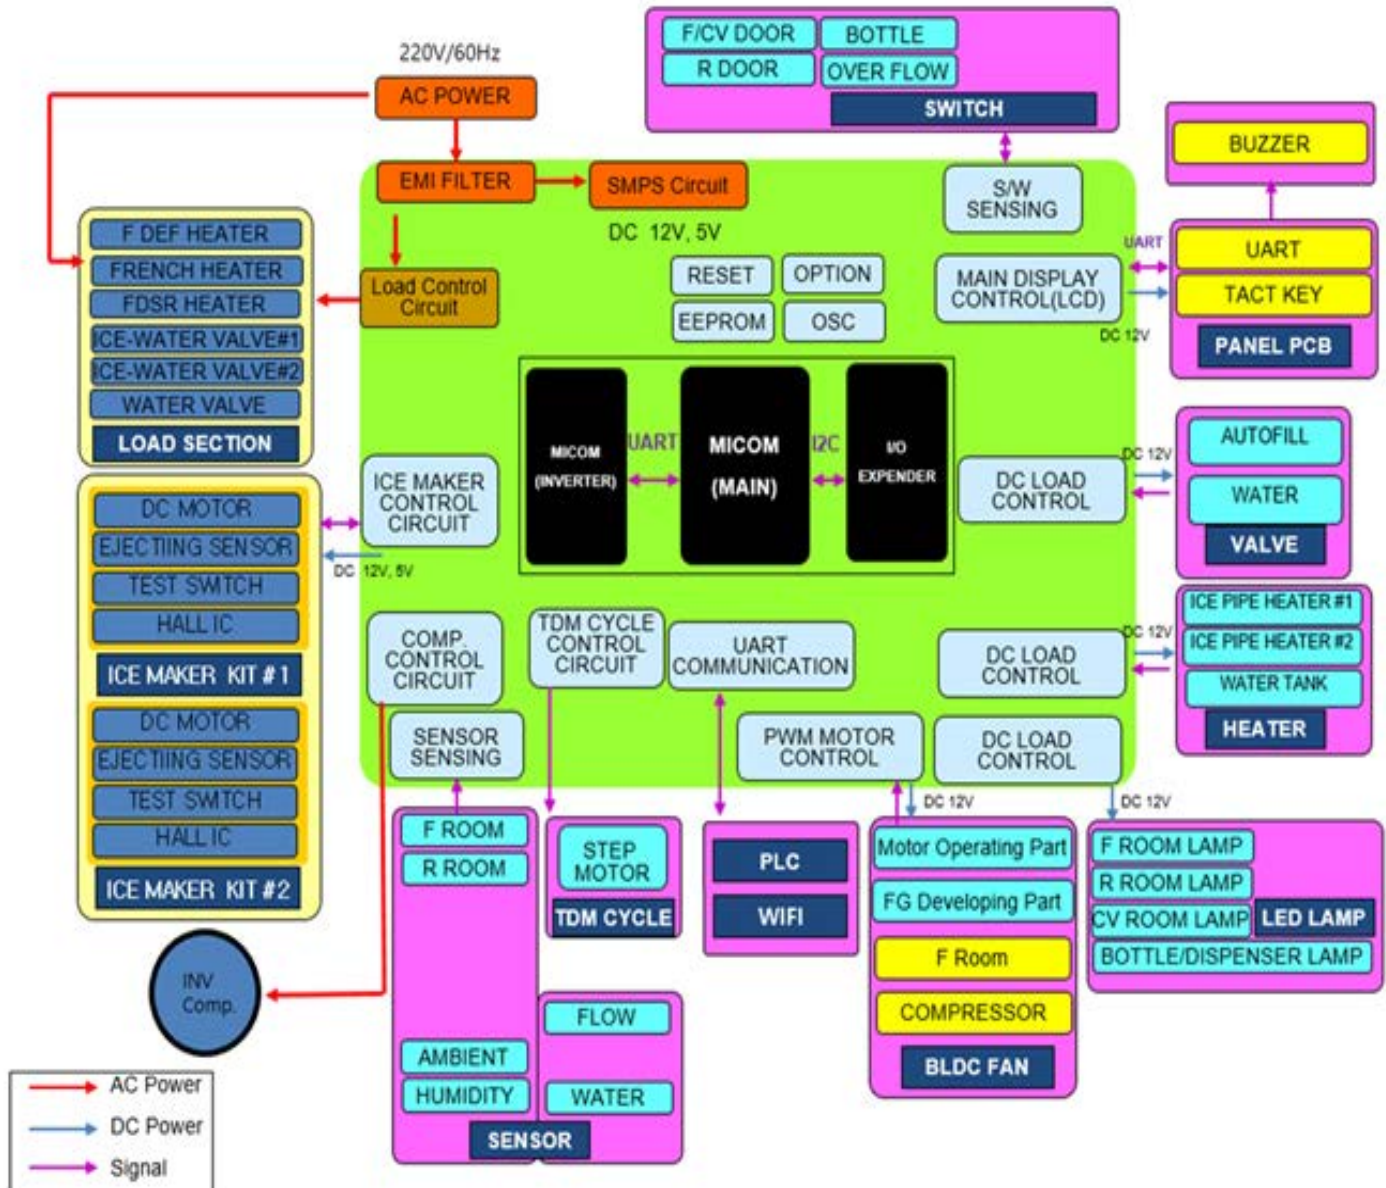 220V/60Hz
AC POWER
F/CV DOOR
BOTTLE
R DOOR
OVER FLOW
SWITCH
BUZZER
EMI FILTER
SMPS Circuit
DC 12V, 5V
S/W
SENSING
F DEF HEATER
FRENCH HEATER
FDSR HEATER
ICE-WATER VALVE#1
ICE-WATER VALVE#2
WATER VALVE
LOAD SECTION
Load Control
Circuit
RESET
OPTION
EEPROM
OSC
MAIN DISPLAY
CONTROL(LCD)
UART
DC 12V
UART
TACT KEY
PANEL PCB
MICOM
(INVERTER)
UART
MICOM
(MAIN)
I2C
I/O
EXPENDER
ICE MAKER
CONTROL
CIRCUIT
DC 12V, 5V
DC LOAD
CONTROL
DC 12V
AUTOFILL
WATER
VALVE
DC MOTOR
EJECTIING SENSOR
TEST SWITCH
HALL IC
ICE MAKER KIT # 1
DC MOTOR
EJECTIING SENSOR
TEST SWITCH
HALL IC
ICE MAKER KIT #2
COMP.
CONTROL
CIRCUIT
TDM CYCLE
CONTROL
CIRCUIT
UART
COMMUNICATION
DC LOAD
CONTROL
DC 12V
ICE PIPE HEATER #1
ICE PIPE HEATER #2
WATER TANK
HEATER
SENSOR
SENSING
PWM MOTOR
CONTROL
DC LOAD
CONTROL
DC 12V
DC 12V
F ROOM
R ROOM
AMBIENT
HUMIDITY
FLOW
WATER
SENSOR
STEP
MOTOR
TDM CYCLE
PLC
WIFI
Motor Operating Part
FG Developing Part
F Room
COMPRESSOR
BLDC FAN
F ROOM LAMP
R ROOM LAMP
CV ROOM LAMP
LED LAMP
BOTTLE/DISPENSER LAMP
INV
Comp.
AC Power
DC Power
Signal